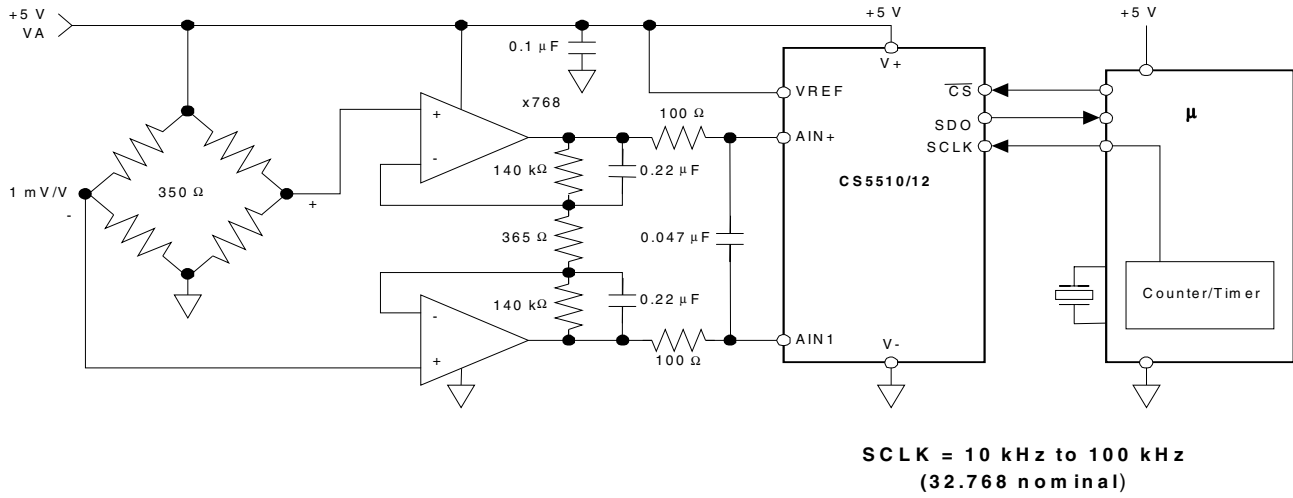 +5 V
VA
0.1 µF
x768
1 mV/V
-
350 Ω
+
+
-
140 kΩ
0.22 µF
100 Ω
365 Ω
0.047 µF
140 kΩ
0.22 µF
100 Ω
-
+
+5 V
V+
VREF
AIN+
AIN1
V-
CS
SDO
SCLK
CS5510/12
+5 V
µ
Counter/Timer
SCLK = 10 kHz to 100 kHz
(32.768 nominal)